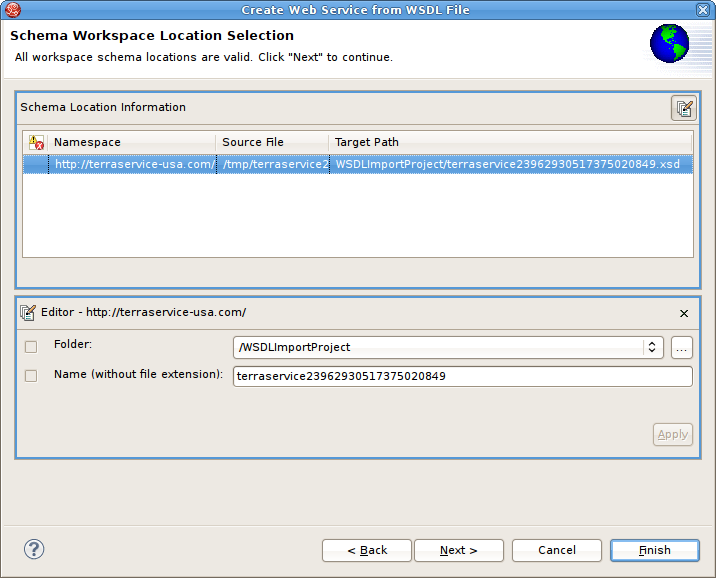 Create Web Service from WSDL File
Schema Workspace Location Selection
All workspace schema locations are valid. Click "Next" to continue.
Schema Location Information
Namespace Source File Target Path
http://terraservice-usa.com/ /tmp/terraservice2 WSDLImportProject/terraservice23962930517375020849.xsd
Editor - http://terraservice-usa.com/
Folder: /WSDLImportProject ...
Name (without file extension): terraservice23962930517375020849
Apply
? < Back Next > Cancel Finish